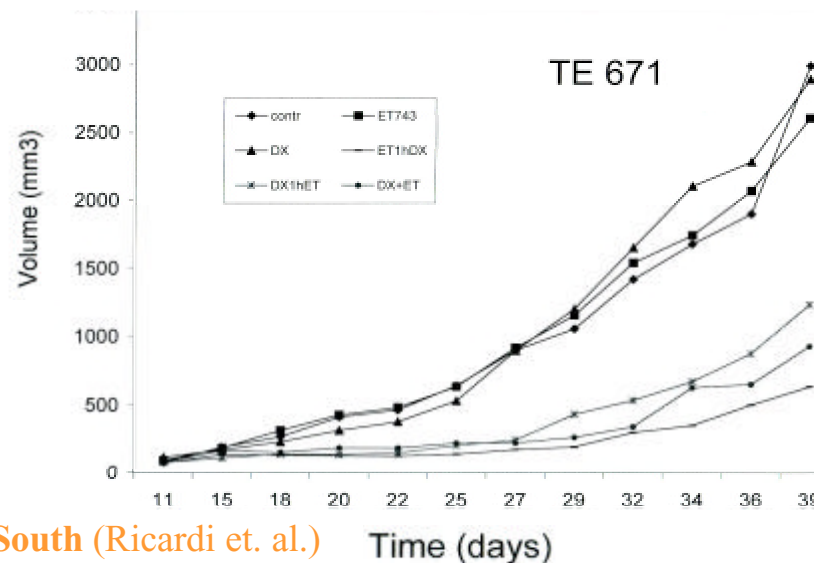 TE 671
Volume (mm3)
3000
2500
2000
1500
1000
500
0
contr ET743
DX ET1hDX
DX1hET DX+ET
11 15 18 20 22 25 27 29 32 34 36 39
South (Ricardi et. al.)
Time (days)